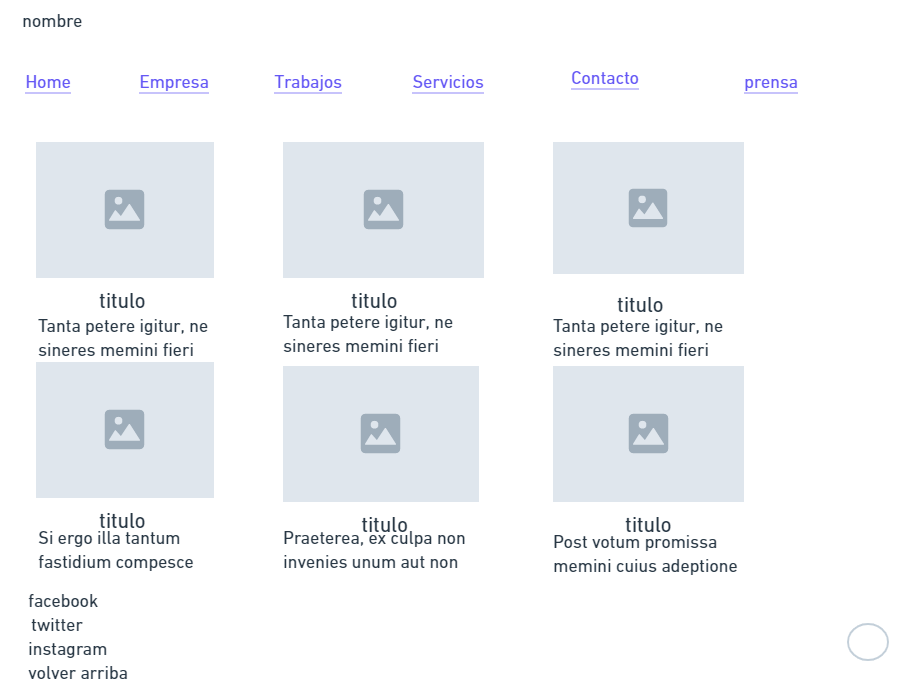 nombre
Home Empresa Trabajos Servicios Contacto prensa
titulo
Tanta petere igitur, ne
sineres memini fieri
titulo
Tanta petere igitur, ne
sineres memini fieri
titulo
Tanta petere igitur, ne
sineres memini fieri
titulo
Si ergo illa tantum
fastidium compesce
titulo
Praeterea, ex culpa non
invenies unum aut non
titulo
Post votum promissa
memini cuius adeptione
facebook
twitter
instagram
volver arriba